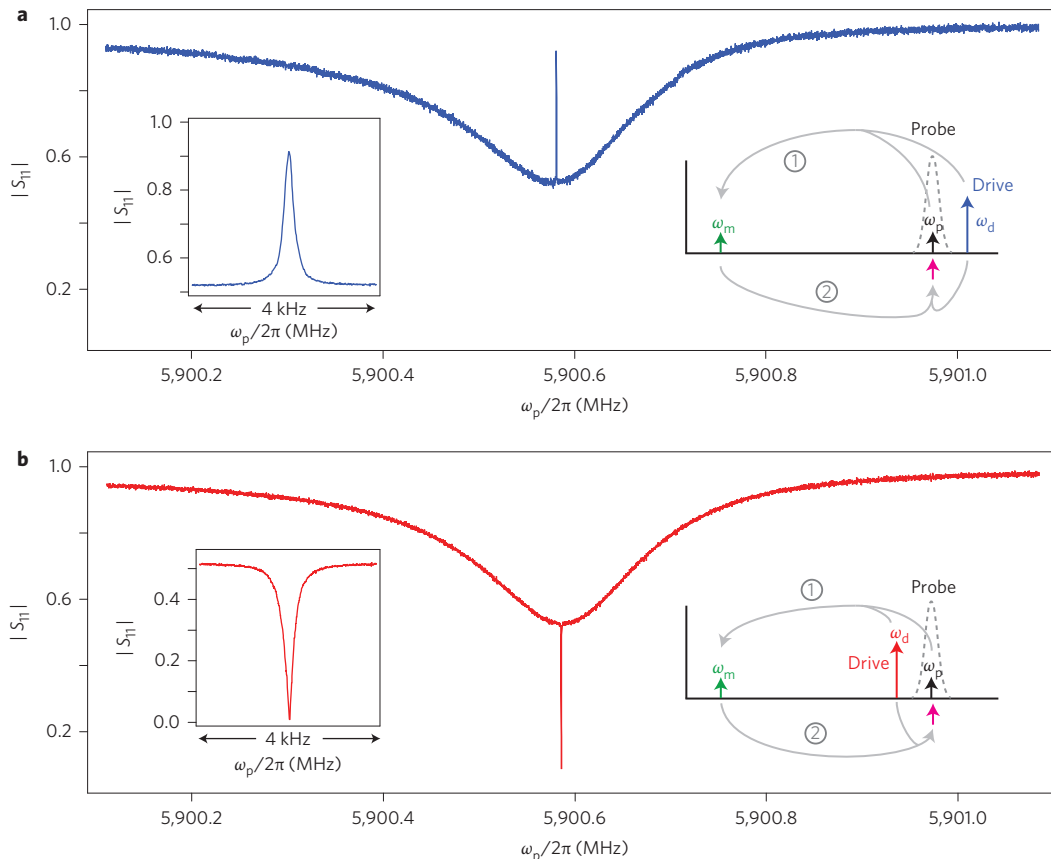 a
1.0
0.6
0.2
| S11 |
1.0
0.8
0.6
| S11 |
4 kHz
ωp/2π (MHz)
Probe
1
Drive
ωm
ωp
ωd
2
5,900.2
5,900.4
5,900.6
5,900.8
5,901.0
ωp/2π (MHz)
b
1.0
0.6
0.2
| S11 |
0.4
0.2
0.0
| S11 |
4 kHz
ωp/2π (MHz)
Probe
1
ωd
Drive
ωm
ωp
2
5,900.2
5,900.4
5,900.6
5,900.8
5,901.0
ωp/2π (MHz)